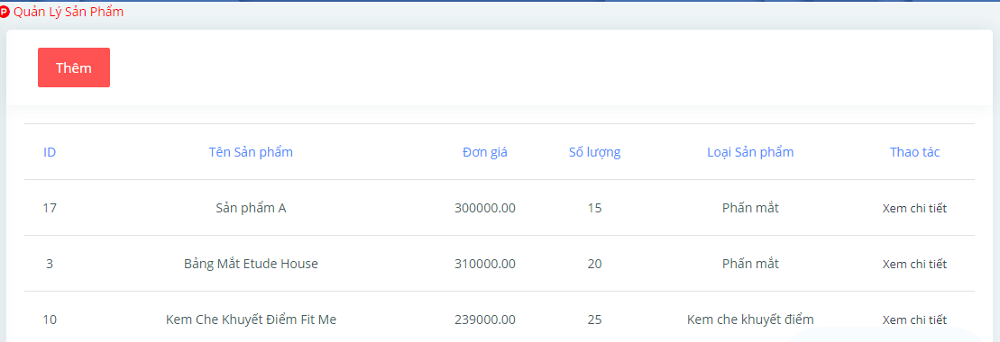 P Quản Lý Sản Phẩm
Thêm
ID Tên Sản phẩm Đơn giá Số lượng Loại Sản phẩm Thao tác
17 Sản phẩm A 300000.00 15 Phấn mắt Xem chi tiết
3 Bảng Mắt Etude House 310000.00 20 Phấn mắt Xem chi tiết
10 Kem Che Khuyết Điểm Fit Me 239000.00 25 Kem che khuyết điểm Xem chi tiết